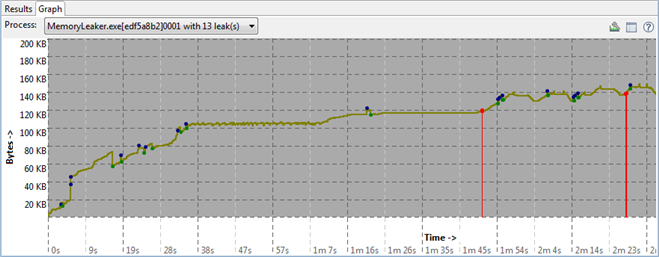 Results Graph
Process: MemoryLeaker.exe[edf5a8b2]0001 with 13 leak(s)
200 KB
180 KB
160 KB
140 KB
120 KB
100 KB
80 KB
60 KB
40 KB
20 KB
Bytes ->
Time ->
0s 9s 19s 28s 38s 47s 57s 1m 7s 1m 16s 1m 26s 1m 35s 1m 45s 1m 54s 2m 4s 2m 14s 2m 23s